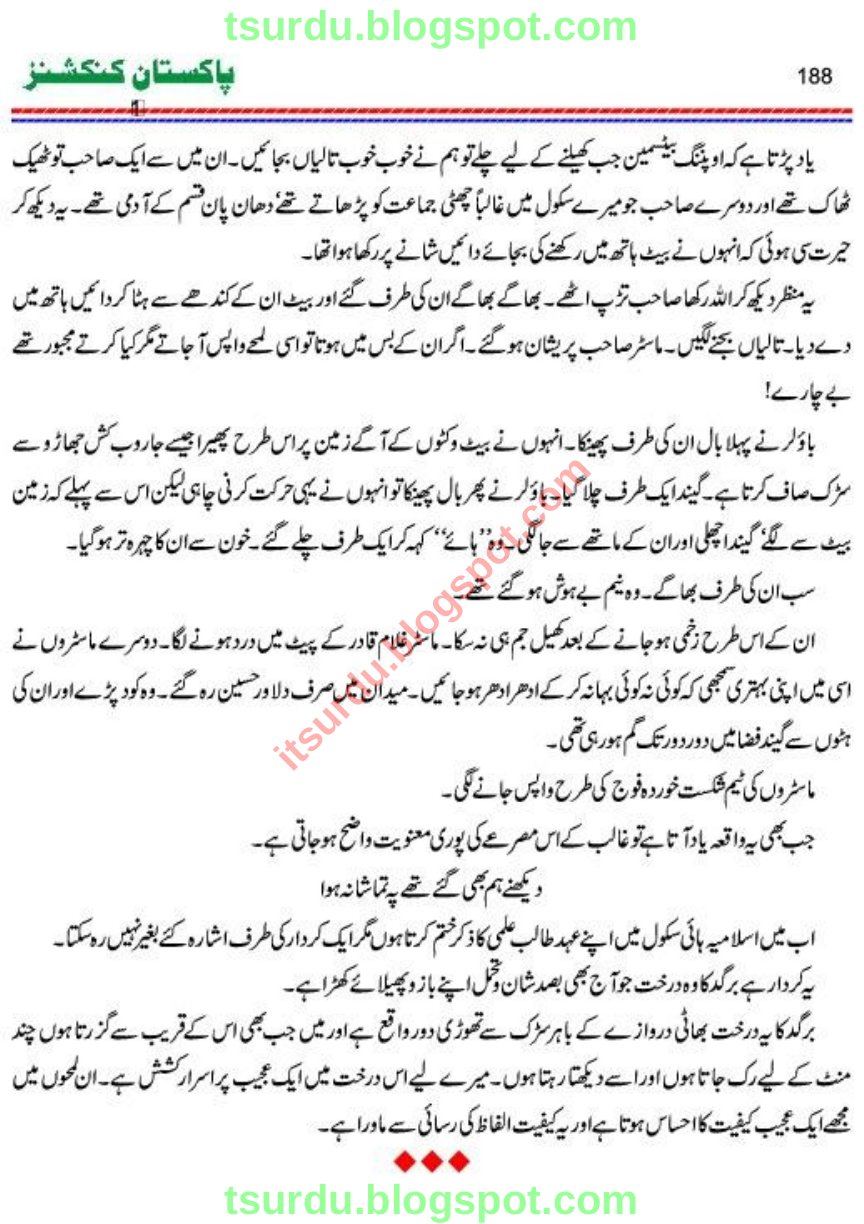 tsurdu.blogspot.com
پاکستان کنکشنز
188
یاد پڑتا ہے کہ اوپننگ بیٹسمین جب کھیلنے کے لیے چلے تو ہم نے خوب خوب تالیاں بجائیں۔ ان میں سے ایک صاحب تو ٹھیک
ٹھاک تھے اور دوسرے صاحب جو میرے سکول میں غالباً چھٹی جماعت کو پڑھاتے تھے‘ دھان پان قسم کے آدمی تھے۔ یہ دیکھ کر
حیرت سی ہوئی کہ انہوں نے بیٹ ہاتھ میں رکھنے کی بجائے دائیں شانے پر رکھا ہوا تھا۔
یہ منظر دیکھ کر اللہ رکھا صاحب تڑپ اٹھے۔ بھاگے بھاگے ان کی طرف گئے اور بیٹ ان کے کندھے سے ہٹا کر دائیں ہاتھ میں
دے دیا۔ تالیاں بجنے لگیں۔ ماسٹر صاحب پریشان ہو گئے۔ اگر ان کے بس میں ہوتا تو اسی لمحے واپس آ جاتے مگر کیا کرتے مجبور تھے
بے چارے!
باؤلر نے پہلا بال ان کی طرف پھینکا۔ انہوں نے بیٹ وکٹوں کے آگے زمین پر اس طرح پھیرا جیسے جاروب کش جھاڑو سے
سڑک صاف کرتا ہے۔ گیند ایک طرف چلا گیا۔ باؤلر نے پھر بال پھینکا تو انہوں نے یہی حرکت کرنی چاہی لیکن اس سے پہلے کہ زمین
بیٹ سے لگے‘ گیند اچھلی اور ان کے ماتھے سے جا لگی۔ وہ ’’ہائے‘‘ کہہ کر ایک طرف چلے گئے۔ خون سے ان کا چہرہ تر ہو گیا۔
سب ان کی طرف بھاگے۔ وہ نیم بے ہوش ہو گئے تھے۔
ان کے اس طرح زخمی ہو جانے کے بعد کھیل جم ہی نہ سکا۔ ماسٹر غلام قادر کے پیٹ میں درد ہونے لگا۔ دوسرے ماسٹروں نے
اسی میں اپنی بہتری سمجھی کہ کوئی نہ کوئی بہانہ کر کے ادھر ادھر ہو جائیں۔ میدان میں صرف دلاور حسین رہ گئے۔ وہ کود پڑے اور ان کی
ہٹوں سے گیند فضا میں دور دور تک گم ہو رہی تھی۔
ماسٹروں کی ٹیم شکست خوردہ فوج کی طرح واپس جانے لگی۔
جب بھی یہ واقعہ یاد آتا ہے تو غالب کے اس مصرعے کی پوری معنویت واضح ہو جاتی ہے۔
دیکھنے ہم بھی گئے تھے پہ تماشا نہ ہوا
اب میں اسلامیہ ہائی سکول میں اپنے عہد طالب علمی کا ذکر ختم کرتا ہوں مگر ایک کردار کی طرف اشارہ کئے بغیر نہیں رہ سکتا۔
یہ کردار ہے برگد کا وہ درخت جو آج بھی بصد شان و تحمل اپنے بازو پھیلائے کھڑا ہے۔
برگد کا یہ درخت بھاٹی دروازے کے باہر سڑک سے تھوڑی دور واقع ہے اور میں جب بھی اس کے قریب سے گزرتا ہوں چند
منٹ کے لیے رک جاتا ہوں اور اسے دیکھتا رہتا ہوں۔ میرے لیے اس درخت میں ایک عجیب پراسرار کشش ہے۔ ان لمحوں میں
مجھے ایک عجیب کیفیت کا احساس ہوتا ہے اور یہ کیفیت الفاظ کی رسائی سے ماورا ہے۔
itsurdu.blogspot.com
tsurdu.blogspot.com